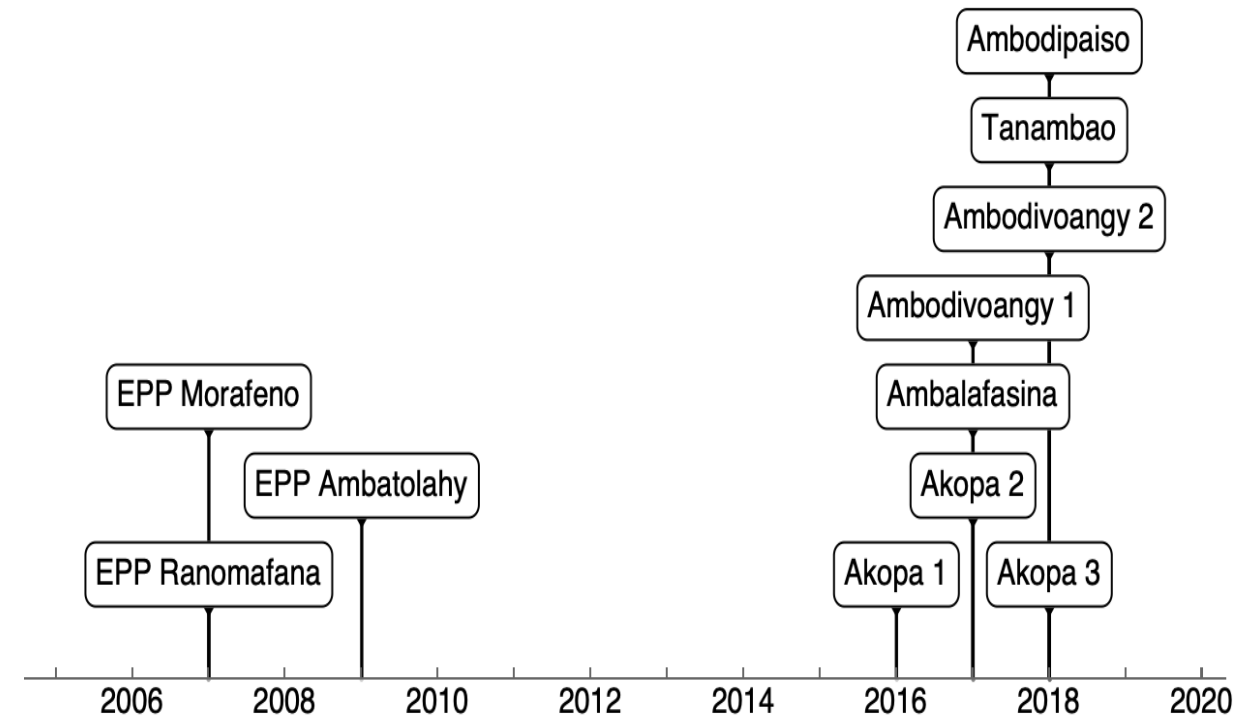 Ambodipaiso
Tanambao
Ambodivoangy 2
Ambodivoangy 1
EPP Morafeno
Ambalafasina
EPP Ambatolahy
Akopa 2
EPP Ranomafana
Akopa 1
Akopa 3
2006
2008
2010
2012
2014
2016
2018
2020